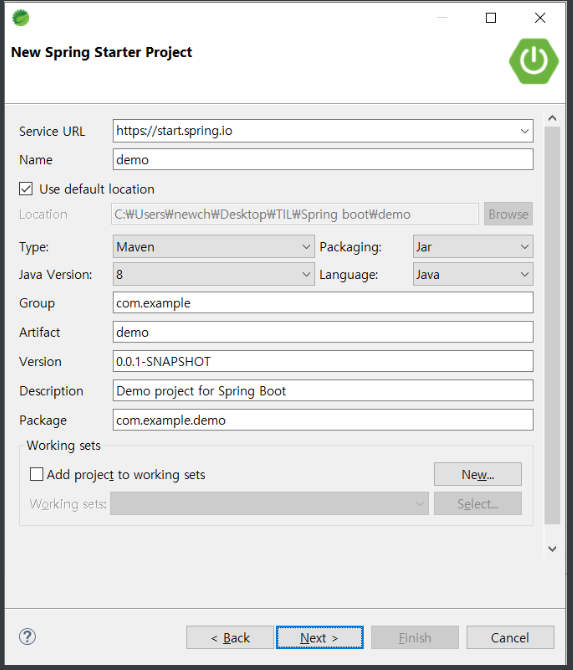 New Spring Starter Project
Service URL https://start.spring.io
Name demo
Use default location
Location C:₩Users₩newch₩Desktop₩TIL₩Spring boot₩demo Browse
Type: Maven Packaging: Jar
Java Version: 8 Language: Java
Group com.example
Artifact demo
Version 0.0.1-SNAPSHOT
Description Demo project for Spring Boot
Package com.example.demo
Working sets
Add project to working sets New...
Working sets: Select...
? < Back Next > Finish Cancel